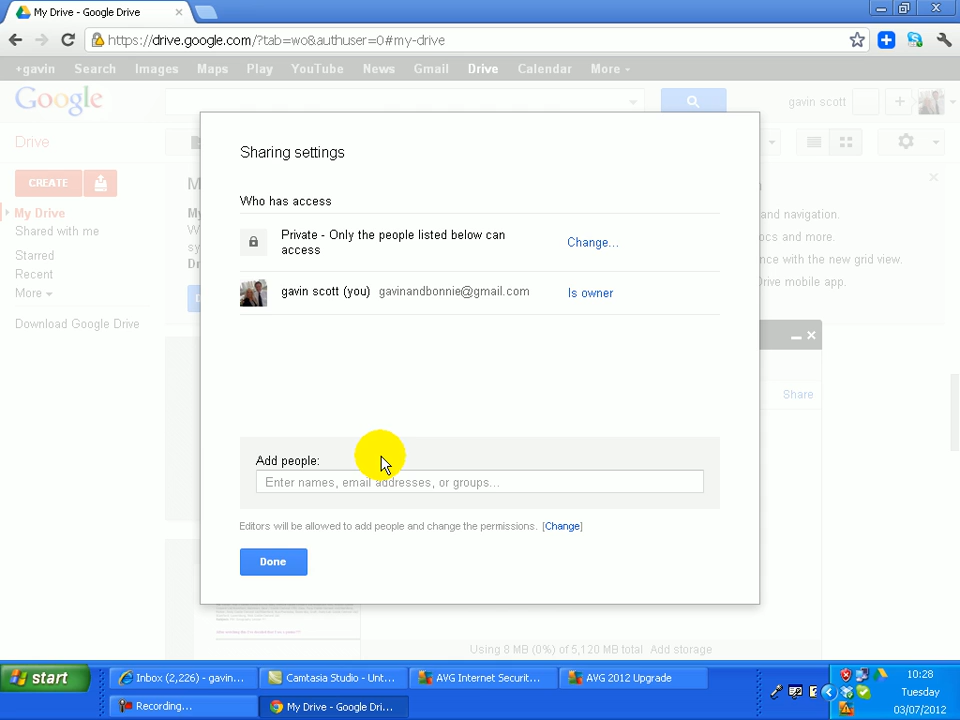 My Drive - Google Drive
https://drive.google.com/?tab=wo&authuser=0#my-drive
+gavin Search Images Maps Play YouTube News Gmail Drive Calendar More
Google
gavin scott
Drive
CREATE
My Drive
Shared with me
Starred
Recent
More
Download Google Drive
Sharing settings
Who has access
Private - Only the people listed below can
access
Change...
gavin scott (you) gavinandbonnie@gmail.com Is owner
and navigation.
ocs and more.
nce with the new grid view.
Drive mobile app.
Share
Add people:
Enter names, email addresses, or groups...
Editors will be allowed to add people and change the permissions. [Change]
Done
Using 8 MB (0%) of 5,120 MB total Add storage
start
Inbox (2,226) - gavin...
Camtasia Studio - Unt...
AVG Internet Securit...
AVG 2012 Upgrade
Recording...
My Drive - Google Dri...
10:28
Tuesday
03/07/2012